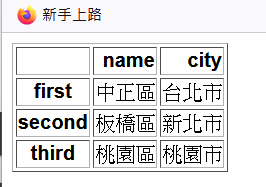 新手上路
name city
first 中正區 台北市
second 板橋區 新北市
third 桃園區 桃園市